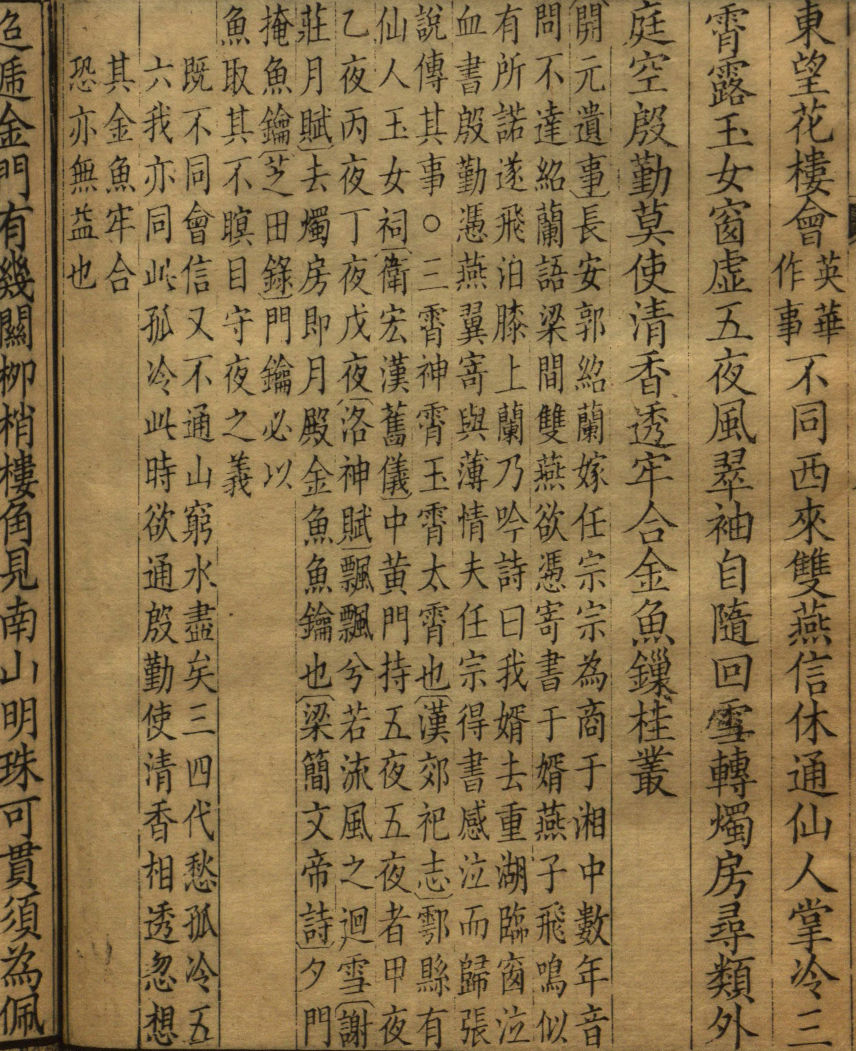 東望花樓會英華作事不同西來雙燕信休通仙人掌冷三
霄露玉女窗虛五夜風翠袖自隨回雪轉燭房尋類外
庭空殷勤莫使清香透牢合金魚鏁桂叢
開元遺事長安郭紹蘭嫁任宗宗為商于湘中數年音
問不達紹蘭語梁間雙燕欲憑寄書于婿燕子飛鳴似
有所諾遂飛泊膝上蘭乃吟詩曰我婿去重湖臨窗泣
血書殷勤憑燕翼寄與薄情夫任宗得書感泣而歸張
說傳其事○三霄神霄玉霄太霄也漢郊祀志鄠縣有
仙人玉女祠衛宏漢舊儀中黃門持五夜五夜者甲夜
乙夜丙夜丁夜戊夜洛神賦飄飄兮若流風之迴雪謝
莊月賦去燭房即月殿金魚魚鑰也梁簡文帝詩夕門
掩魚鑰芝田錄門鑰必以
魚取其不瞑目守夜之義
既不同會信又不通山窮水盡矣三四代愁孤冷五
六我亦同此孤冷此時欲通殷勤使清香相透忽想
其金魚牢合
恐亦無益也
迢遞金門有幾關柳梢樓角見南山明珠可貫須為佩